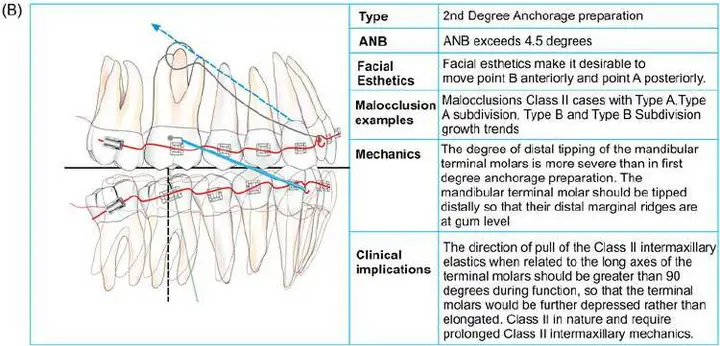 (B)
Type
2nd Degree Anchorage preparation
ANB
ANB exceeds 4.5 degrees
Facial
Esthetics
Facial esthetics make it desirable to
move point B anteriorly and point A posteriorly.
Malocclusion
examples
Malocclusions Class II cases with Type A.Type
A subdivision, Type B and Type B Subdivision
growth trends
Mechanics
The degree of distal tipping of the mandibular
terminal molars is more severe than in first
degree anchorage preparation. The
mandibular terminal molar should be tipped
distally so that their distal marginal ridges are
at gum level
Clinical
implications
The direction of pull of the Class II intermaxillary
elastics when related to the long axes of the
terminal molars should be greater than 90
degrees during function, so that the terminal
molars would be further depressed rather than
elongated. Class II in nature and require
prolonged Class II intermaxillary mechanics.